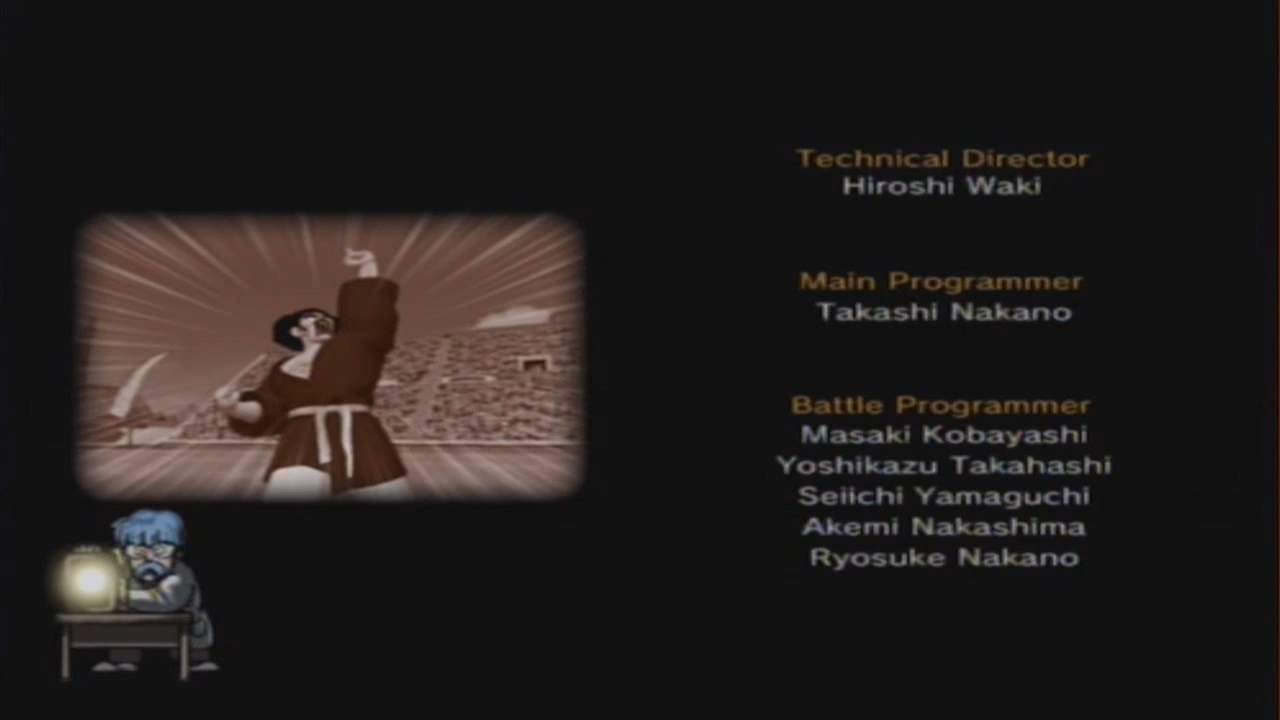 Technical Director
Hiroshi Waki
Main Programmer
Takashi Nakano
Battle Programmer
Masaki Kobayashi
Yoshikazu Takahashi
Seiichi Yamaguchi
Akemi Nakashima
Ryosuke Nakano